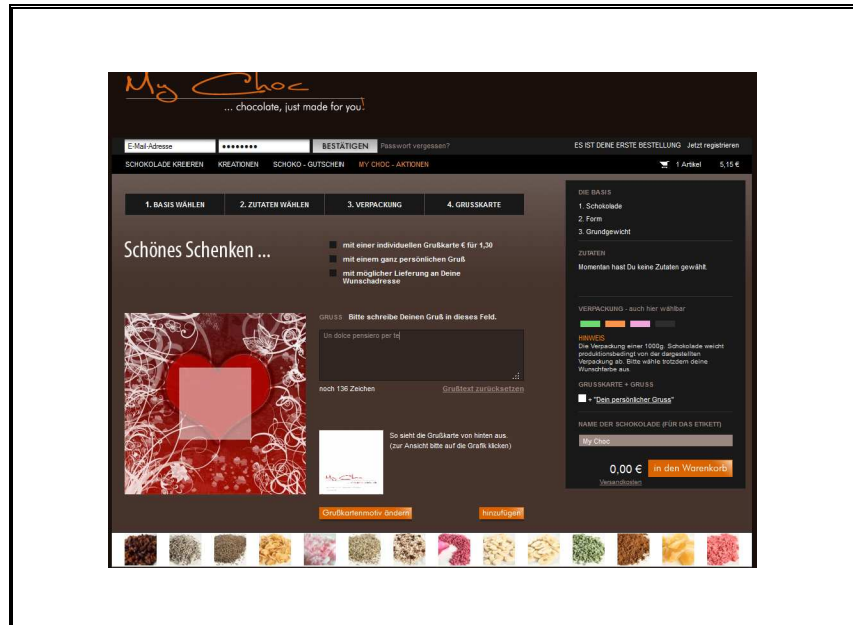 My Choc
... chocolate, just made for you!
E-Mail-Adresse
BESTÄTIGEN
Passwort vergessen?
ES IST DEINE ERSTE BESTELLUNG Jetzt registrieren
SCHOKOLADE KREIEREN KREATIONEN SCHOKO - GUTSCHEIN MY CHOC - AKTIONEN
1 Artikel 5,15 €
1. BASIS WÄHLEN 2. ZUTATEN WÄHLEN 3. VERPACKUNG 4. GRUSSKARTE
Schönes Schenken ...
mit einer individuellen Grußkarte € für 1,30
mit einem ganz persönlichen Gruß
mit möglicher Lieferung an Deine
Wunschadresse
GRUSS Bitte schreibe Deinen Gruß in dieses Feld.
Un dolce pensiero per te
noch 136 Zeichen
Grußtext zurücksetzen
So sieht die Grußkarte von hinten aus.
(zur Ansicht bitte auf die Grafik klicken)
My Choc
Grußkartenmotiv ändern
hinzufügen
DIE BASIS
1. Schokolade
2. Form
3. Grundgewicht
ZUTATEN
Momentan hast Du keine Zutaten gewählt.
VERPACKUNG - auch hier wählbar
HINWEIS
Die Verpackung einer 1000g. Schokolade weicht
produktionsbedingt von der dargestellten
Verpackung ab. Bitte wähle trotzdem deine
Wunschfarbe aus.
GRUSSKARTE + GRUSS
+ "Dein persönlicher Gruss"
NAME DER SCHOKOLADE (FÜR DAS ETIKETT)
My Choc
0,00 €
in den Warenkorb
Versandkosten